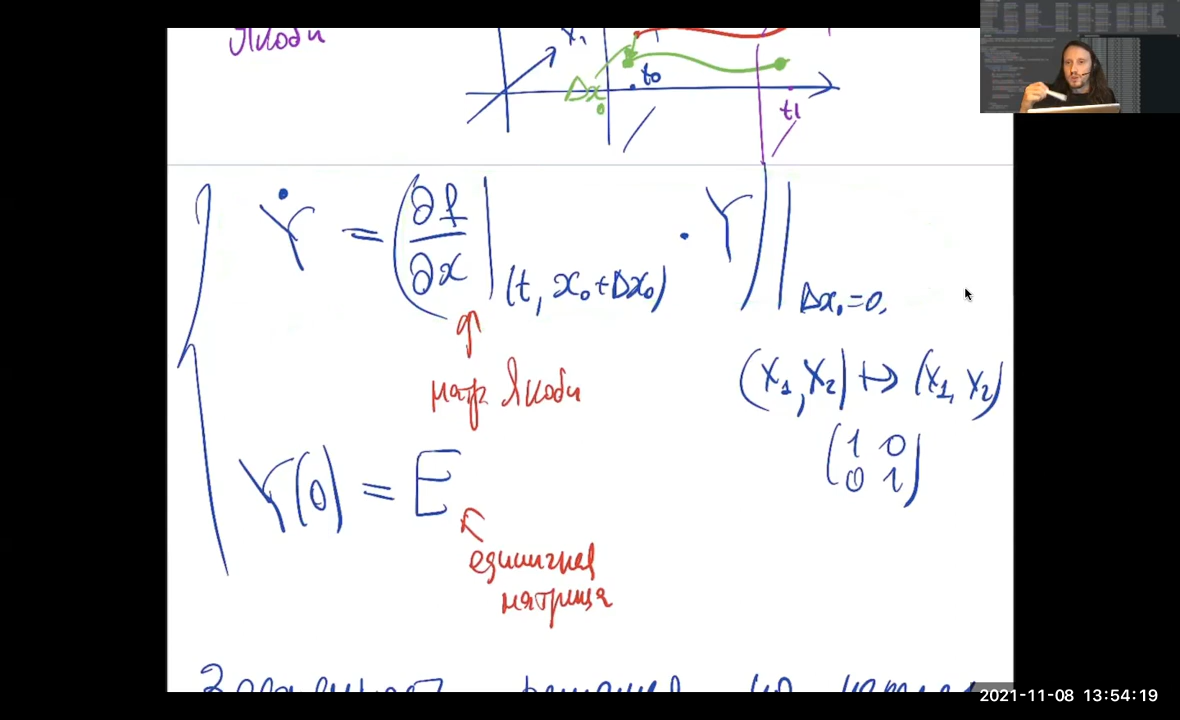 Якоби
x₁
Δx₀
t₀
t1
Ẏ = (∂f/∂x |(t, x₀+Δx₀) · Y) |Δx₀=0,
матр Якоби
(x₁, x₂) ↦ (x₁, x₂)
(1 0
0 1)
Y(0) = E
единичная
матрица
2021-11-08 13:54:19